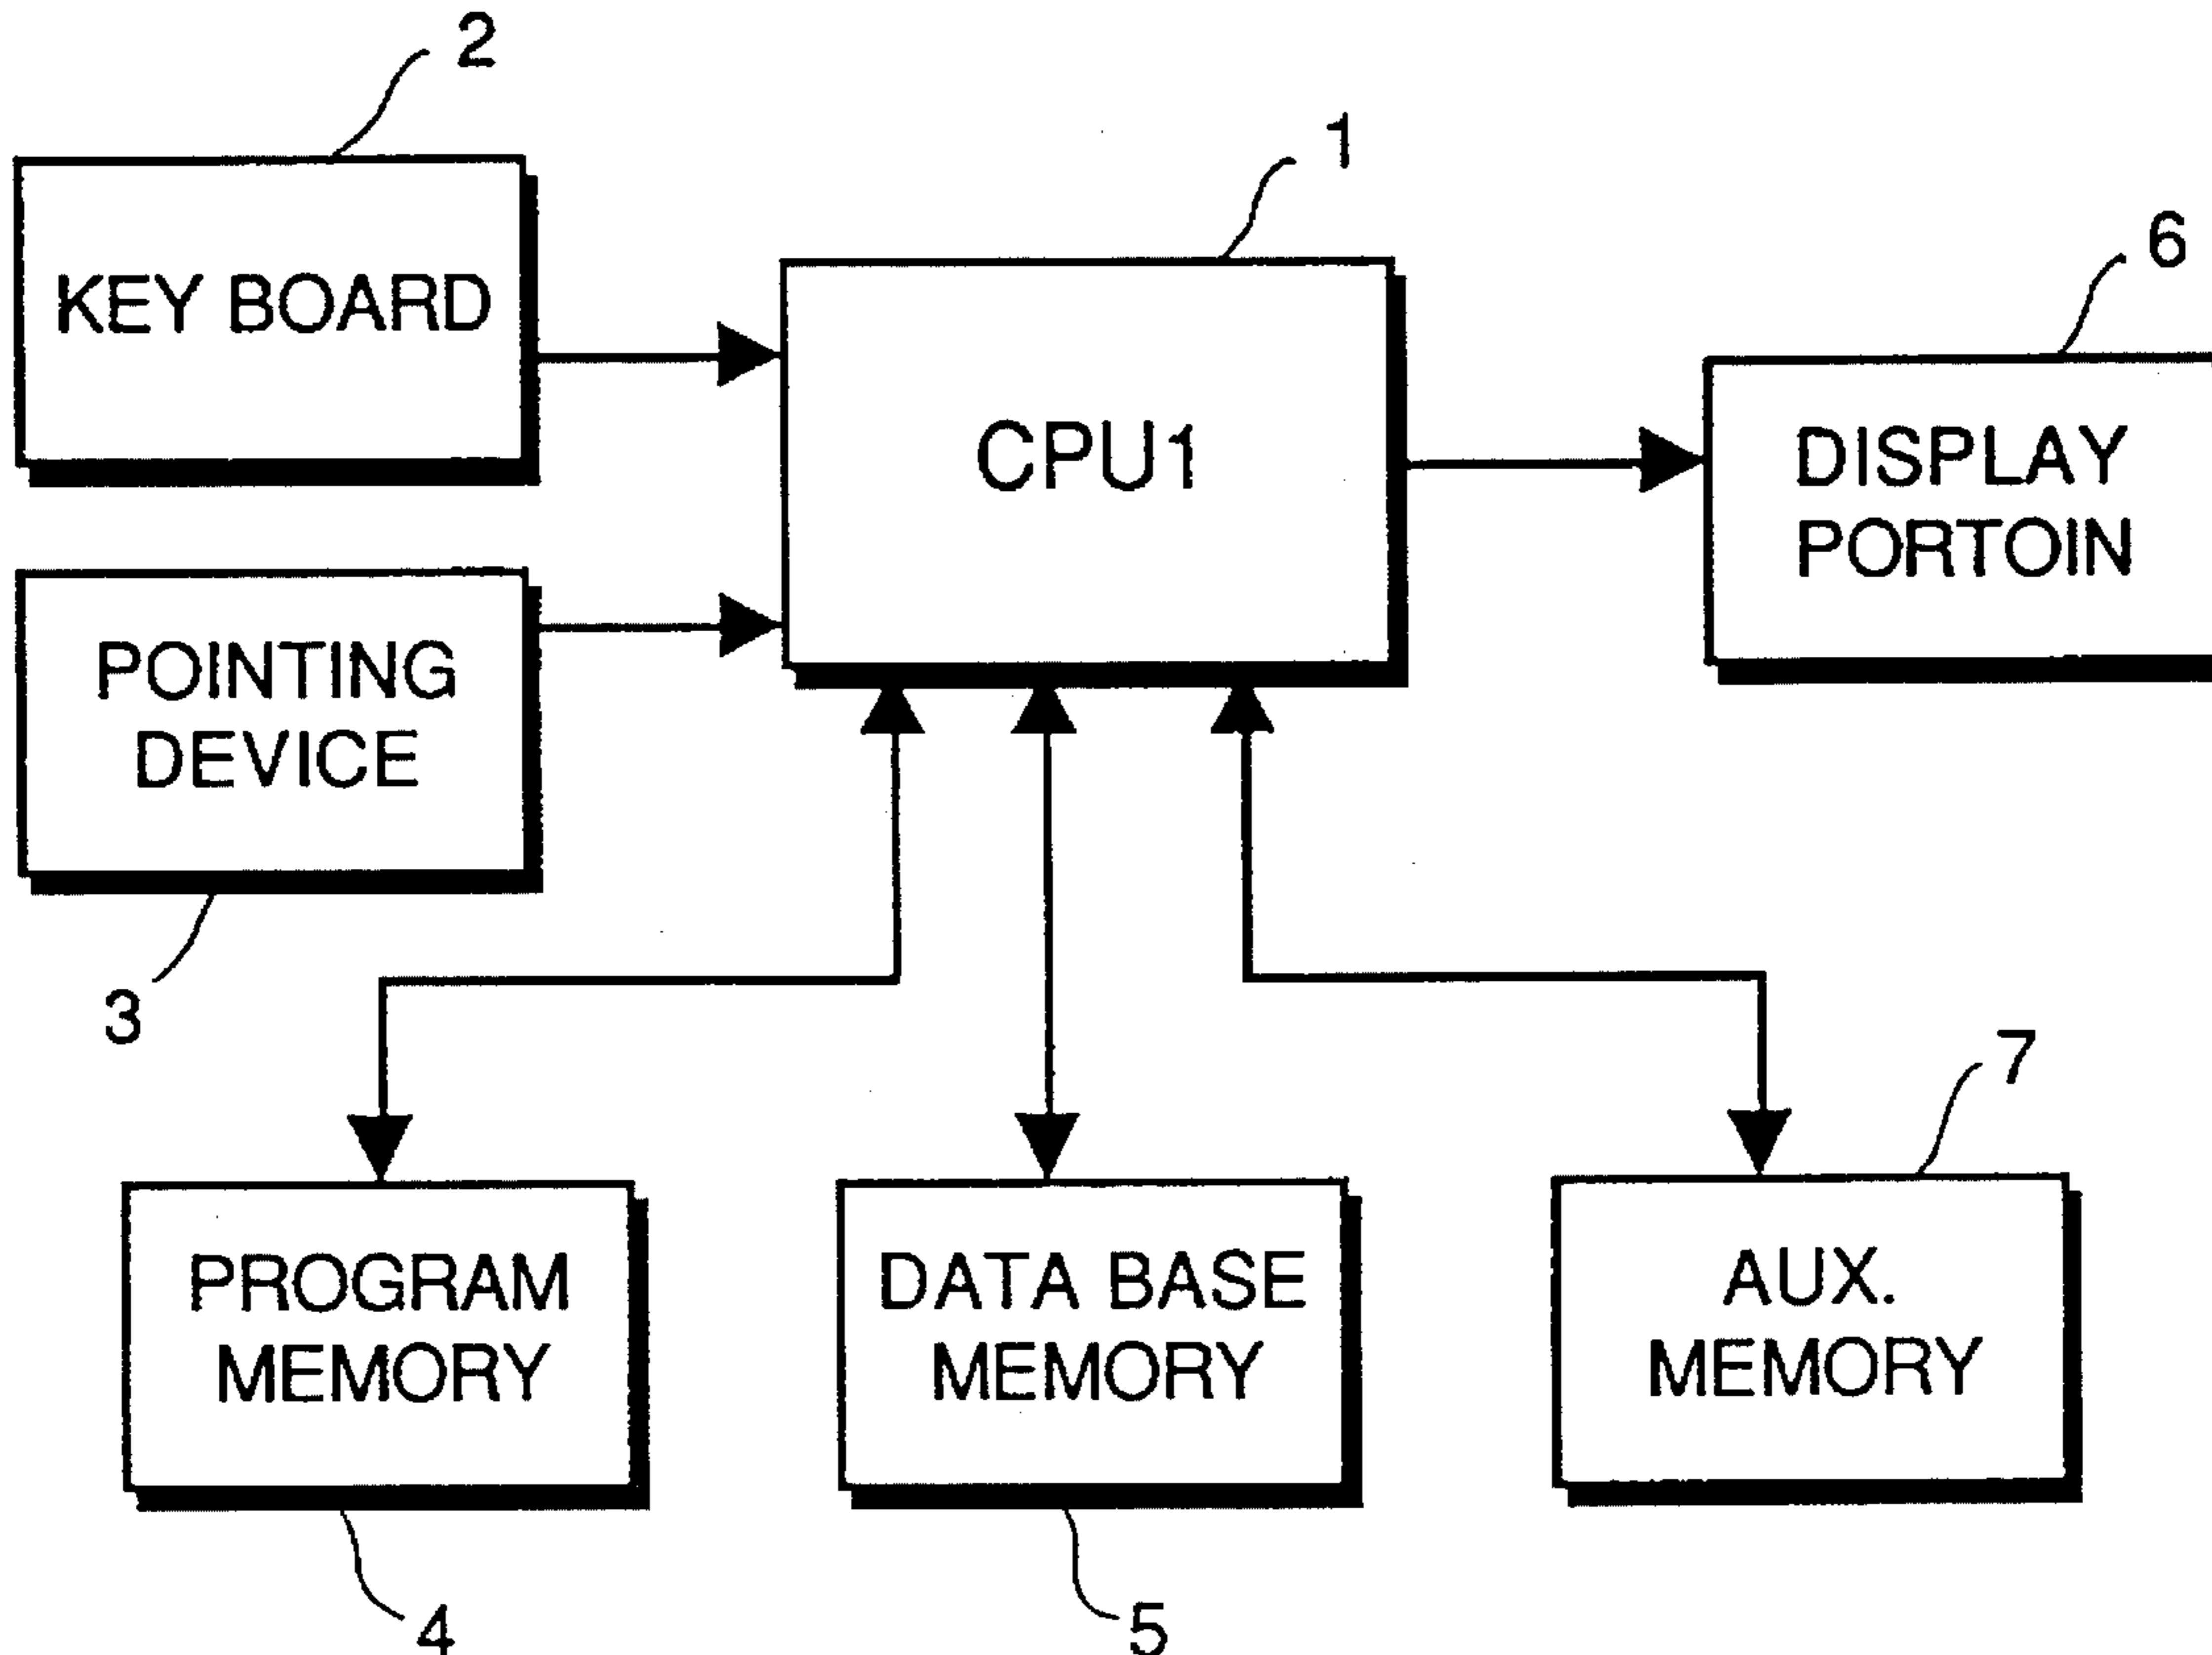 2
1
6
KEY BOARD
CPU1
DISPLAY
PORTOIN
POINTING
DEVICE
3
7
PROGRAM
MEMORY
DATA BASE
MEMORY
AUX.
MEMORY
4
5